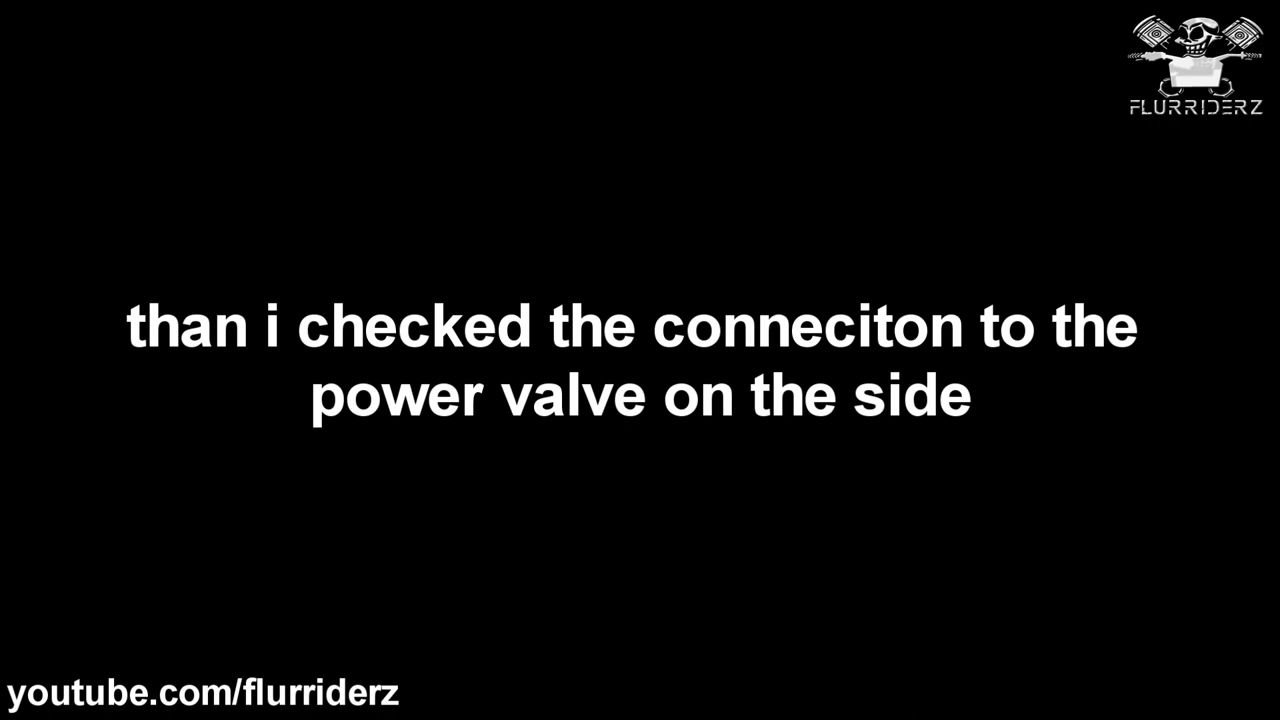 FLURRIDERZ
than i checked the conneciton to the
power valve on the side
youtube.com/flurriderz